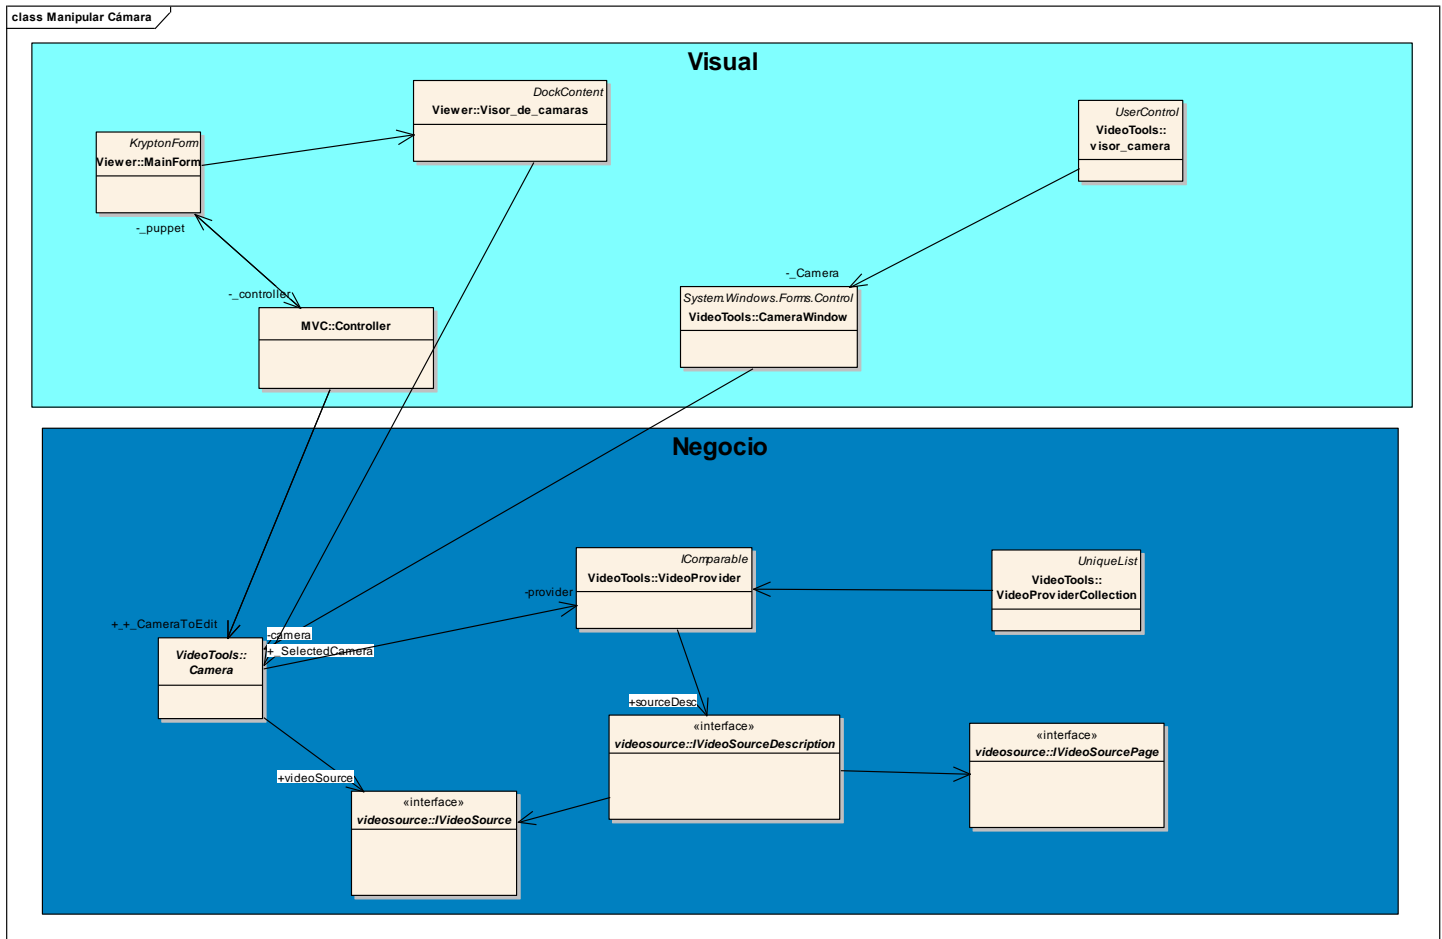 class Manipular Cámara
Visual
DockContent
Viewer::Visor_de_camaras
KryptonForm
Viewer::MainForm
UserControl
VideoTools::
visor_camera
-_puppet
-_controller
MVC::Controller
-_Camera
System.Windows.Forms.Control
VideoTools::CameraWindow
Negocio
IComparable
VideoTools::VideoProvider
-provider
UniqueList
VideoTools::
VideoProviderCollection
+_+_CameraToEdit
-camera
+_SelectedCamera
VideoTools::
Camera
+sourceDesc
«interface»
videosource::IVideoSourceDescription
«interface»
videosource::IVideoSourcePage
+videoSource
«interface»
videosource::IVideoSource